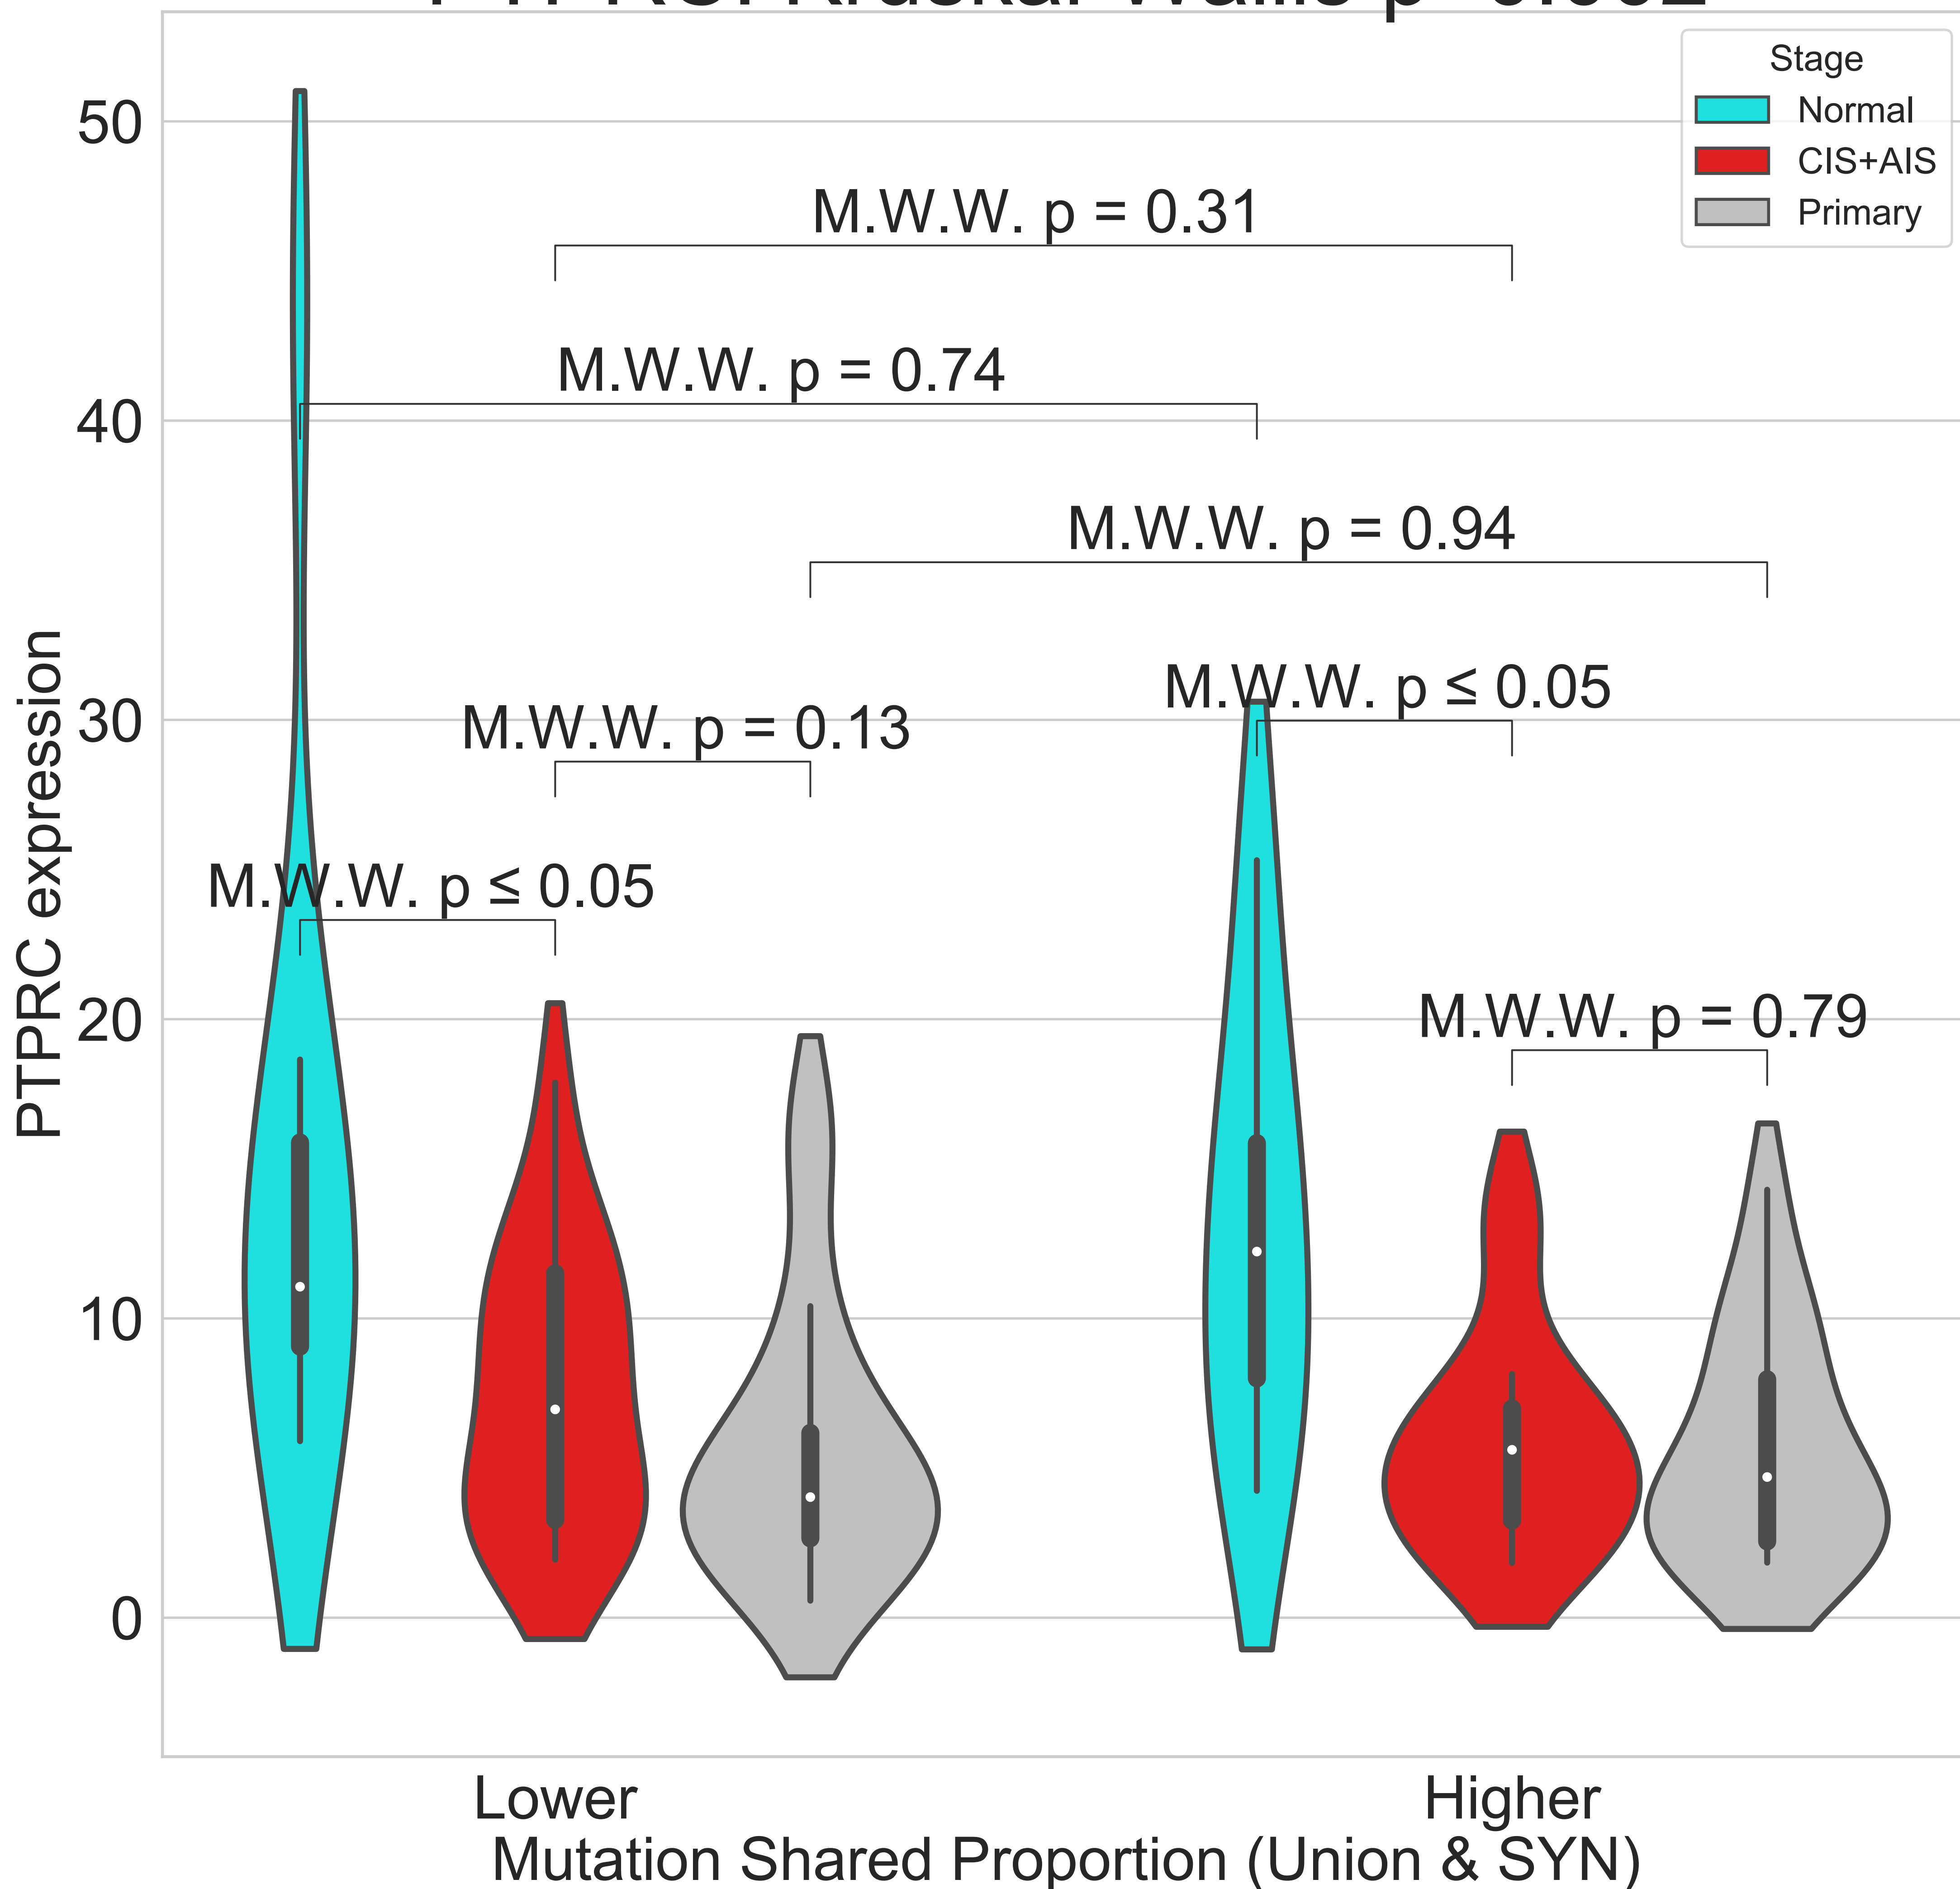 Stage
Normal
CIS+AIS
Primary
50
40
30
20
10
0
PTPRC expression
M.W.W. p = 0.31
M.W.W. p = 0.74
M.W.W. p = 0.94
M.W.W. p ≤ 0.05
M.W.W. p = 0.13
M.W.W. p ≤ 0.05
M.W.W. p = 0.79
Lower
Higher
Mutation Shared Proportion (Union & SYN)